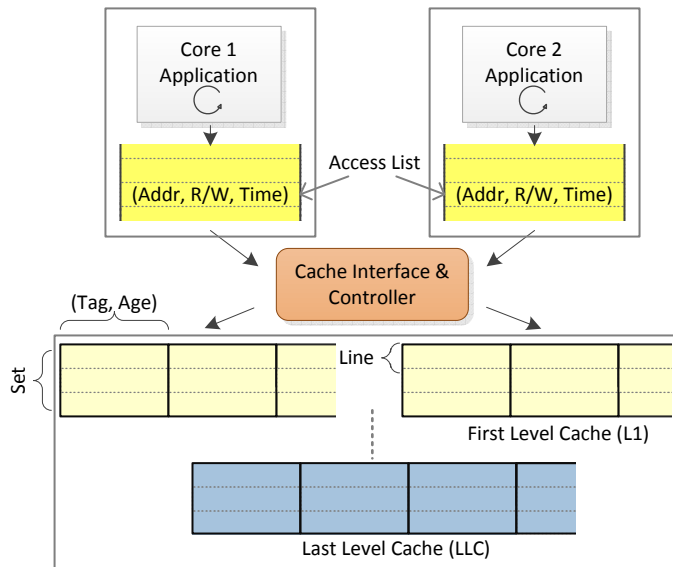 Core 1
Application
Core 2
Application
Access List
(Addr, R/W, Time)
(Addr, R/W, Time)
Cache Interface &
Controller
(Tag, Age)
Set
Line
First Level Cache (L1)
Last Level Cache (LLC)